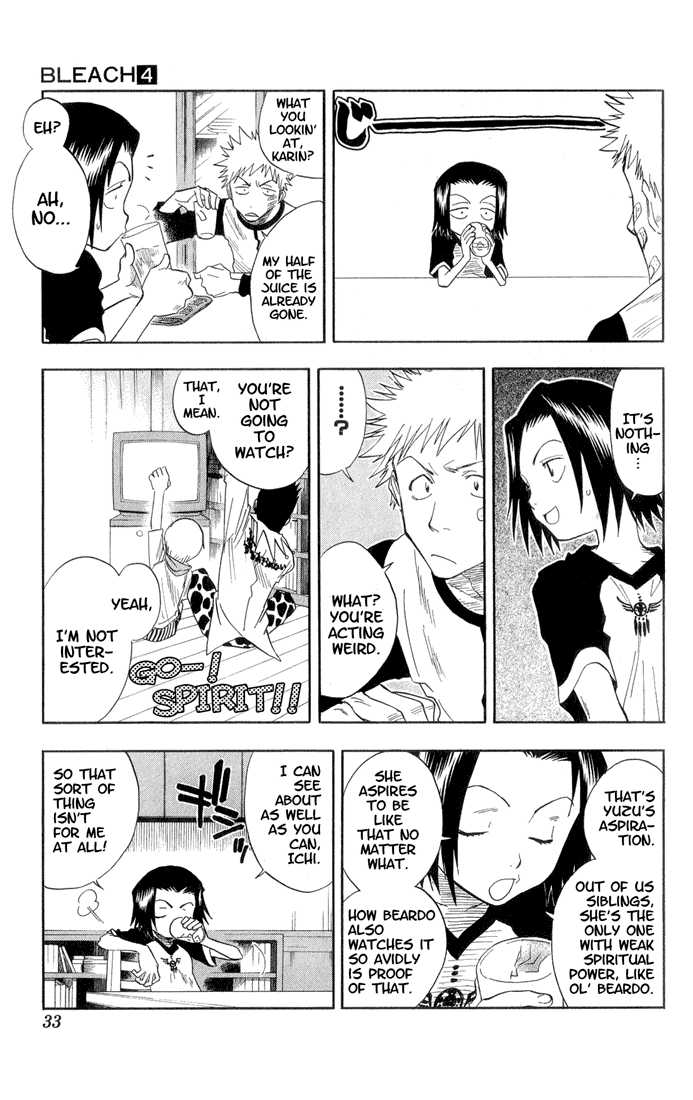 BLEACH 4
じ
WHAT
YOU
LOOKIN'
AT,
KARIN?
EH?
AH,
NO...
MY HALF
OF THE
JUICE IS
ALREADY
GONE.
IT'S
NOTH-
ING
...
.......?
WHAT?
YOU'RE
ACTING
WEIRD.
YOU'RE
NOT
GOING
TO
WATCH?
THAT,
I
MEAN.
YEAH,
I'M NOT
INTER-
ESTED.
GO-!
SPIRIT!!
THAT'S
YUZU'S
ASPIRA-
TION.
OUT OF US
SIBLINGS,
SHE'S THE
ONLY ONE
WITH WEAK
SPIRITUAL
POWER, LIKE
OL' BEARDO.
SHE
ASPIRES
TO BE
LIKE
THAT NO
MATTER
WHAT.
HOW BEARDO
ALSO
WATCHES IT
SO AVIDLY
IS PROOF
OF THAT.
I CAN
SEE
ABOUT
AS WELL
AS YOU
CAN,
ICHI.
SO THAT
SORT OF
THING
ISN'T
FOR ME
AT ALL!
33